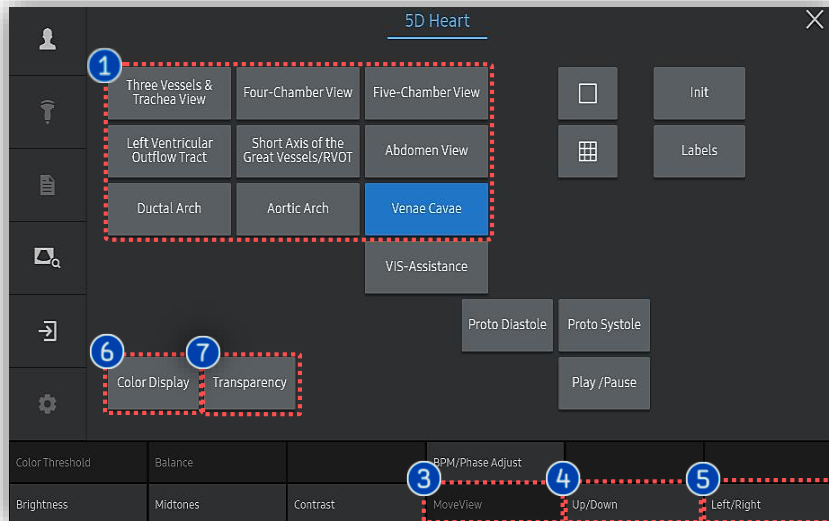 5D Heart
1
Three Vessels &
Trachea View
Four-Chamber View
Five-Chamber View
Init
Left Ventricular
Outflow Tract
Short Axis of the
Great Vessels/RVOT
Abdomen View
Labels
Ductal Arch
Aortic Arch
Venae Cavae
VIS-Assistance
Proto Diastole
Proto Systole
6
7
Color Display
Transparency
Play /Pause
Color Threshold
Balance
BPM/Phase Adjust
3
4
5
Brightness
Midtones
Contrast
MoveView
Up/Down
Left/Right